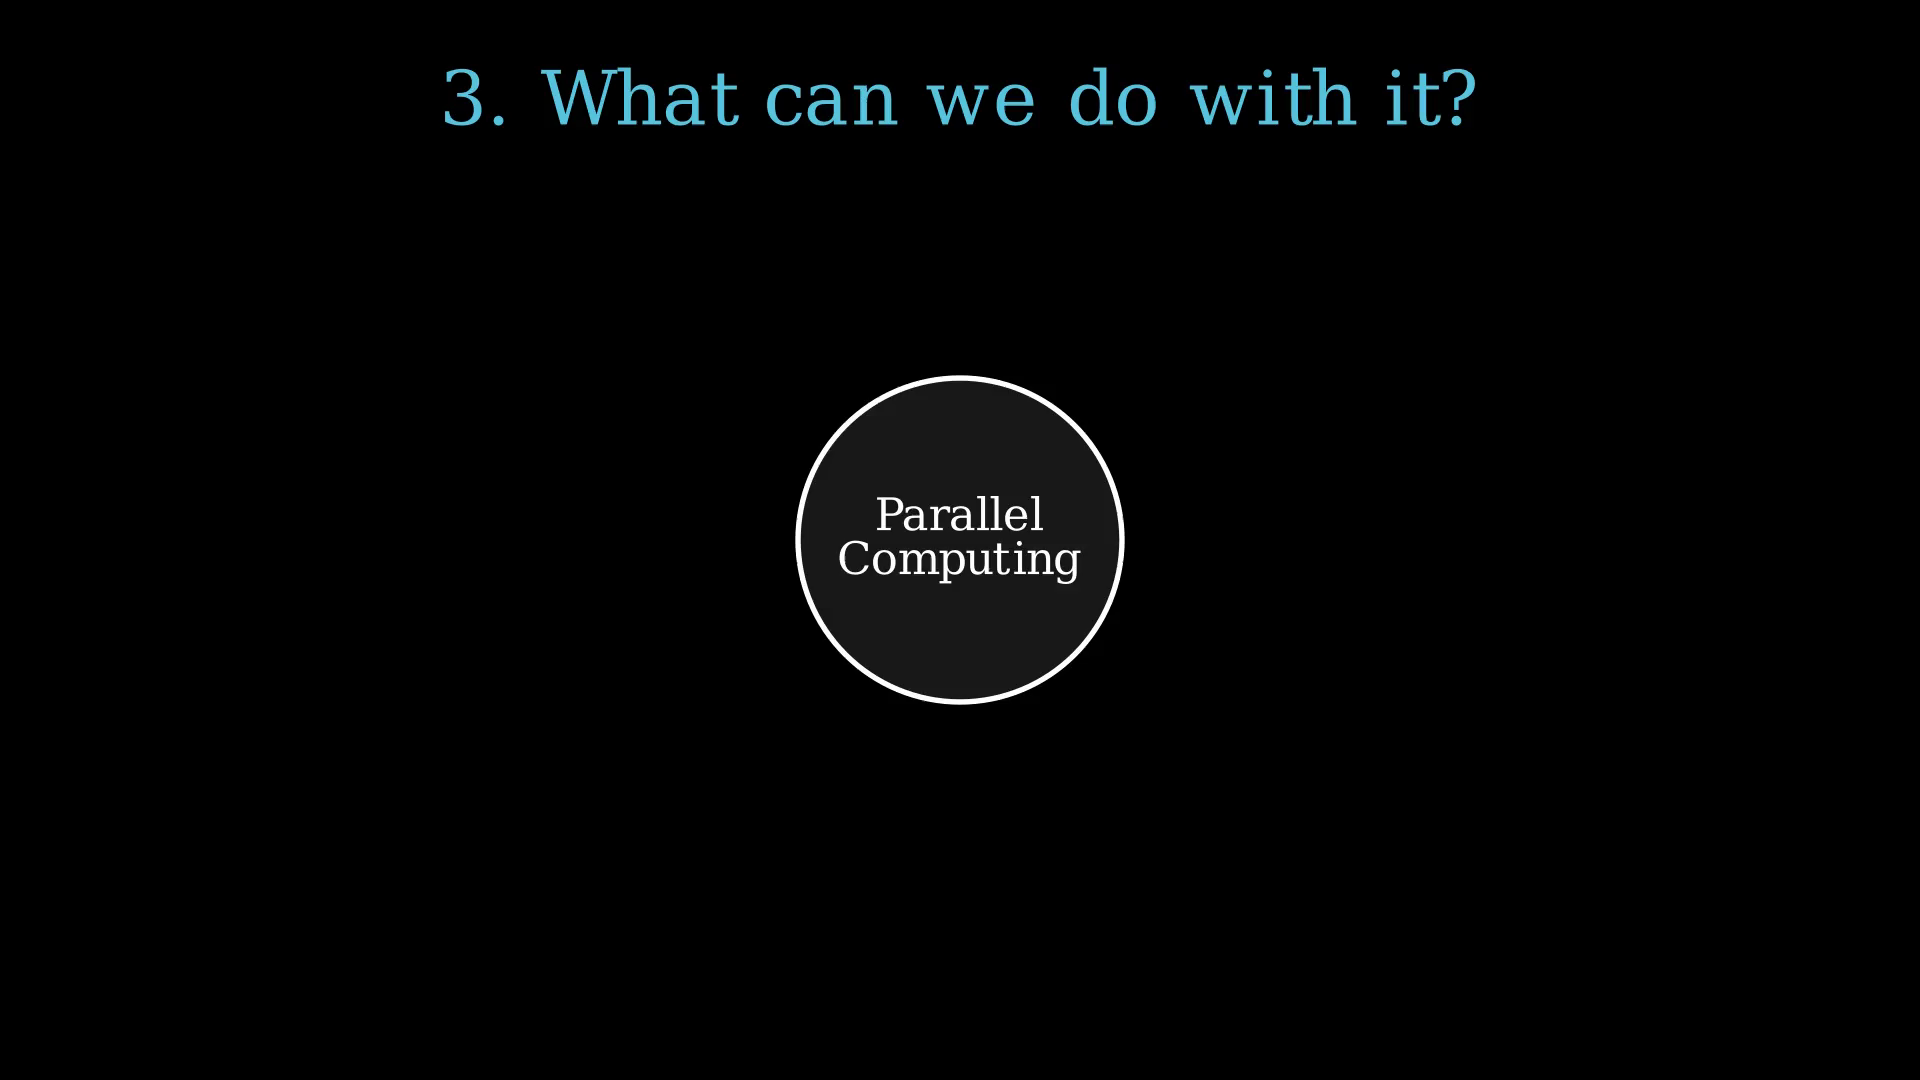 3. What can we do with it?
Parallel
Computing